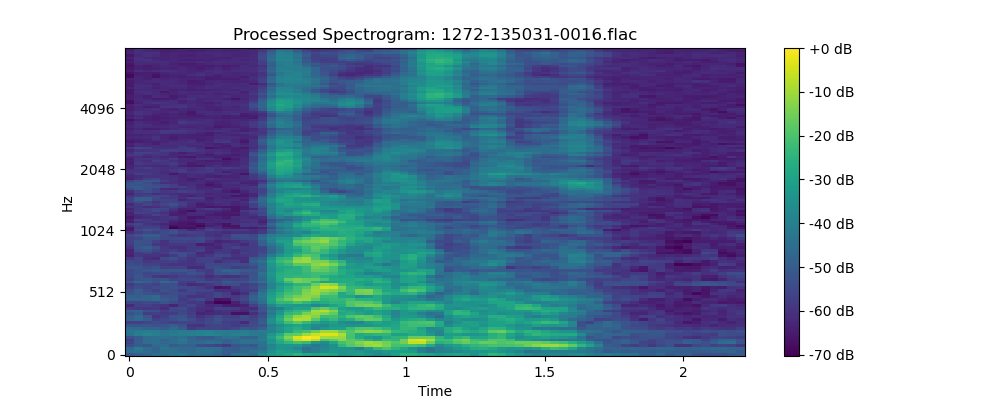 Processed Spectrogram: 1272-135031-0016.flac
Hz
4096
2048
1024
512
0
0
0.5
1
1.5
2
Time
+0 dB
-10 dB
-20 dB
-30 dB
-40 dB
-50 dB
-60 dB
-70 dB